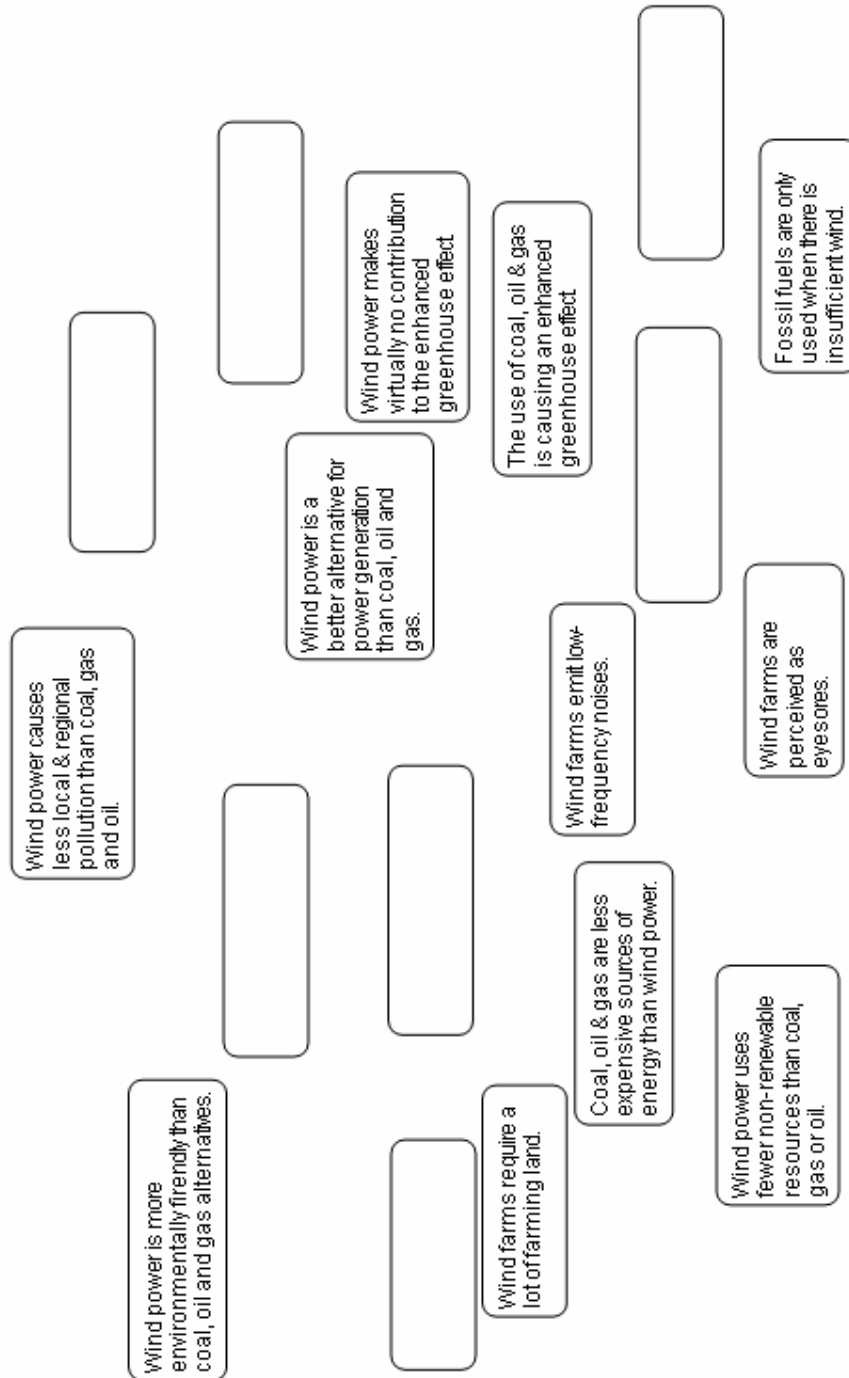 Wind power causes
less local & regional
pollution than coal, gas
and oil.
Wind power is more
environmentally firendly than
coal, oil and gas alternatives.
Wind power is a
better alternative for
power generation
than coal, oil and
gas.
Wind power makes
virtually no contribution
to the enhanced
greenhouse effect
Wind farms require a
lot of farming land.
The use of coal, oil & gas
is causing an enhanced
greenhouse effect.
Wind farms emit low-
frequency noises.
Coal, oil & gas are less
expensive sources of
energy than wind power.
Wind power uses
fewer non-renewable
resources than coal,
gas or oil.
Wind farms are
perceived as
eyesores.
Fossil fuels are only
used when there is
insufficient wind.